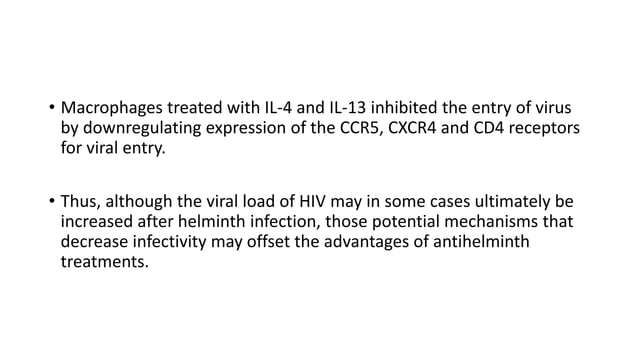 • Macrophages treated with IL-4 and IL-13 inhibited the entry of virus
by downregulating expression of the CCR5, CXCR4 and CD4 receptors
for viral entry.
• Thus, although the viral load of HIV may in some cases ultimately be
increased after helminth infection, those potential mechanisms that
decrease infectivity may offset the advantages of antihelminth
treatments.